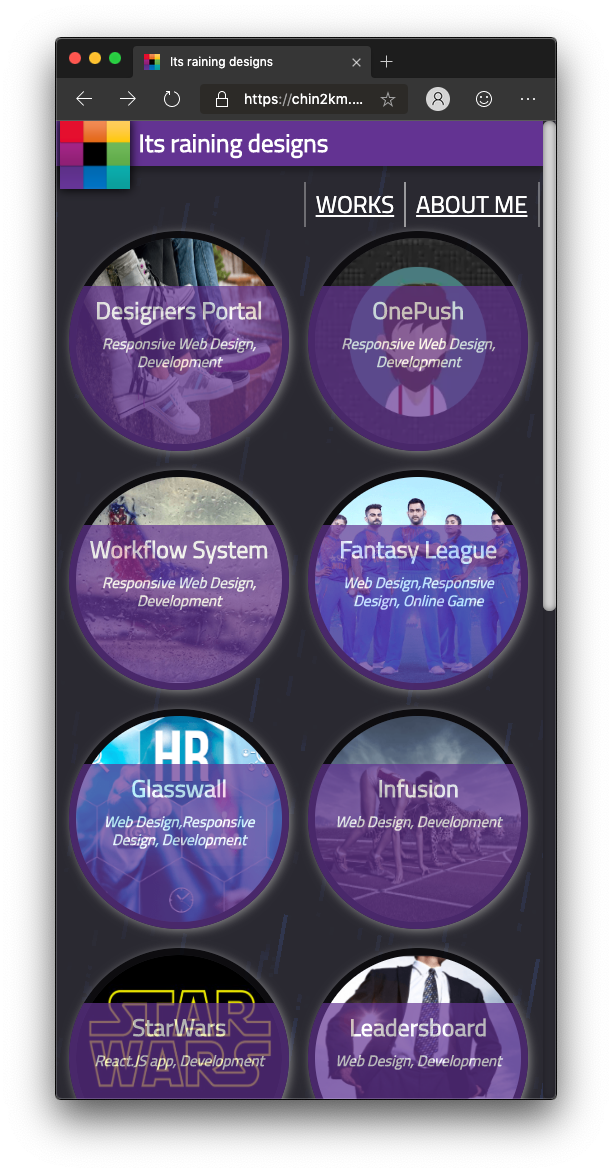 Its raining designs
https://chin2km....
Its raining designs
WORKS
ABOUT ME
Designers Portal
Responsive Web Design,
Development
OnePush
Responsive Web Design,
Development
Workflow System
Responsive Web Design,
Development
Fantasy League
Web Design,Responsive
Design, Online Game
HR
Glasswall
Web Design,Responsive
Design, Development
Infusion
Web Design, Development
STAR
WARS
StarWars
React.JS app, Development
Leadersboard
Web Design, Development